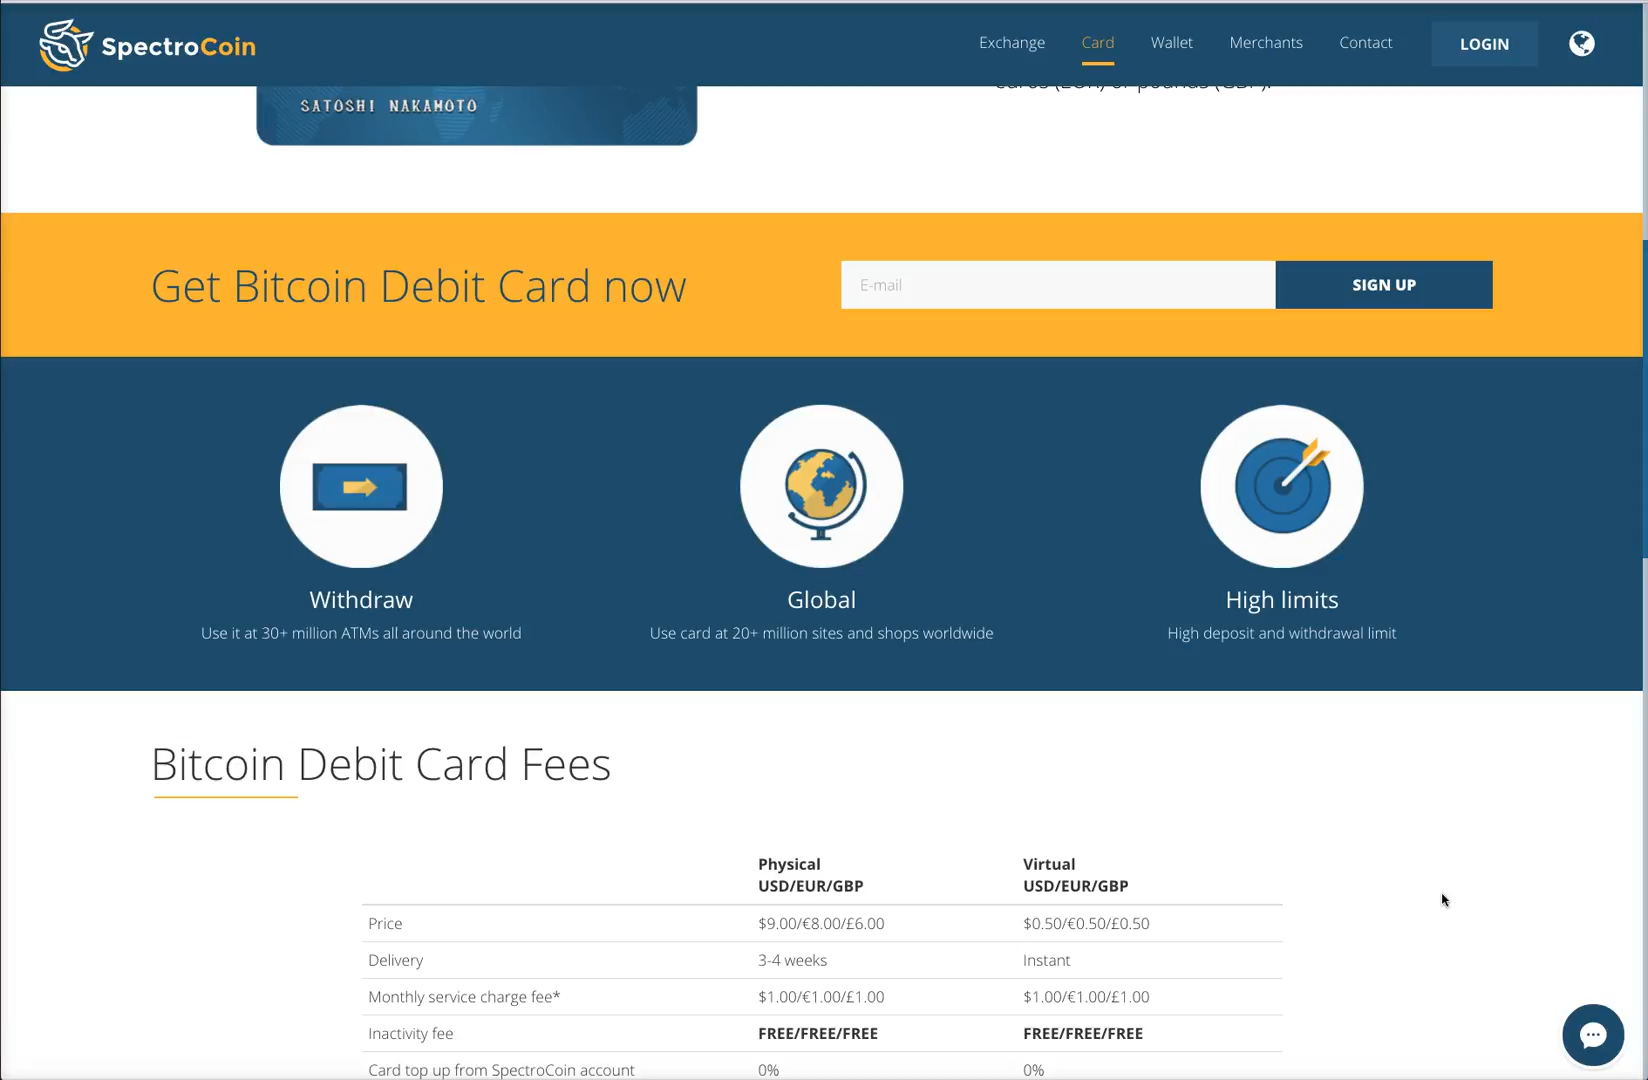 SpectroCoin
Exchange
Card
Wallet
Merchants
Contact
LOGIN
SATOSHI NAKAMOTO
euros (EUR) or pounds (GBP).
Get Bitcoin Debit Card now
E-mail
SIGN UP
Withdraw
Use it at 30+ million ATMs all around the world
Global
Use card at 20+ million sites and shops worldwide
High limits
High deposit and withdrawal limit
Bitcoin Debit Card Fees
Physical
USD/EUR/GBP
Virtual
USD/EUR/GBP
Price $9.00/€8.00/£6.00 $0.50/€0.50/£0.50
Delivery 3-4 weeks Instant
Monthly service charge fee* $1.00/€1.00/£1.00 $1.00/€1.00/£1.00
Inactivity fee FREE/FREE/FREE FREE/FREE/FREE
Card top up from SpectroCoin account 0% 0%